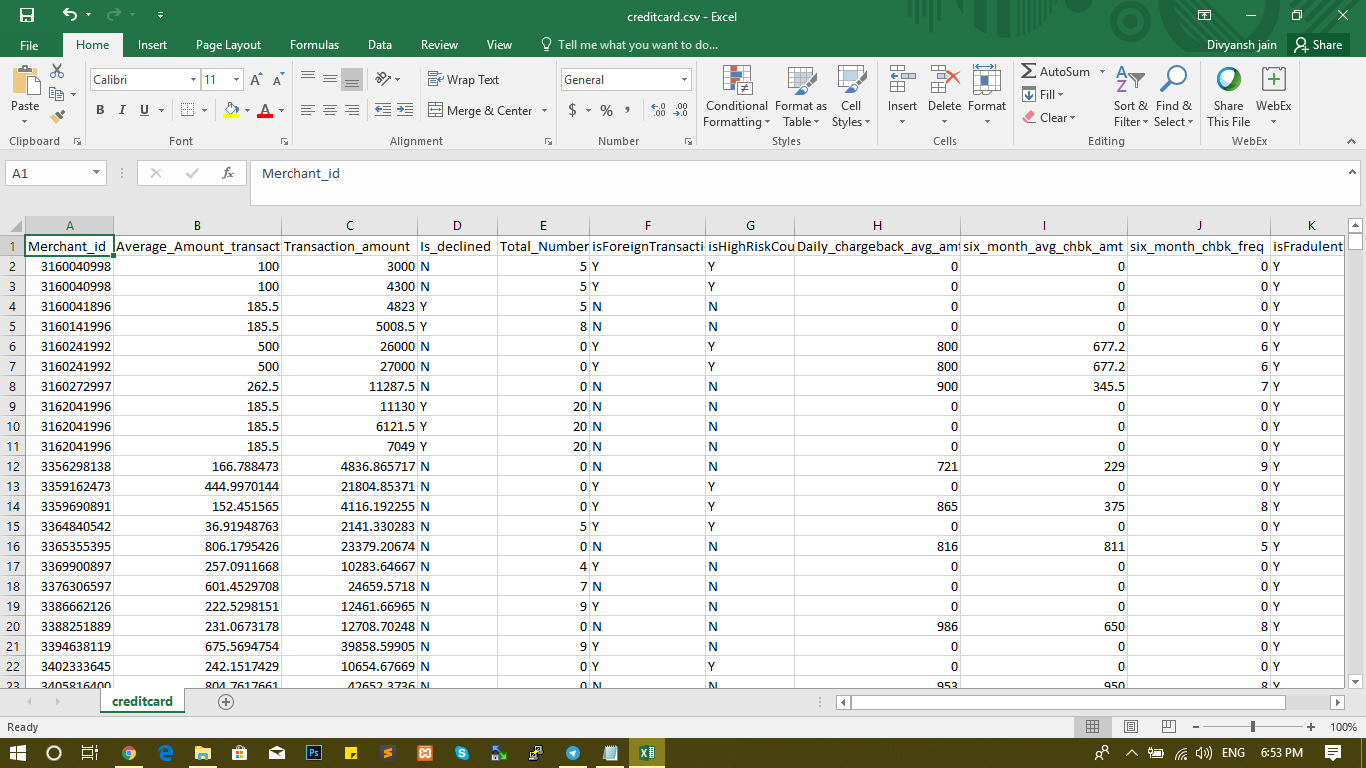 creditcard.csv - Excel
File Home Insert Page Layout Formulas Data Review View Tell me what you want to do... Divyansh jain Share
Paste
Clipboard
Calibri 11
B I U A
Font
Wrap Text
Merge & Center
Alignment
General
$ % ,
Number
Conditional Formatting
Format as Table
Cell Styles
Styles
Insert Delete Format
Cells
AutoSum
Fill
Clear
Sort & Filter
Find & Select
Editing
Share This File
WebEx
WebEx
A1 fx Merchant_id
A B C D E F G H I J K
1 Merchant_id Average_Amount_transact Transaction_amount Is_declined Total_Number isForeignTransacti isHighRiskCou Daily_chargeback_avg_amt six_month_avg_chbk_amt six_month_chbk_freq isFradulent
2 3160040998 100 3000 N 5 Y Y 0 0 0 Y
3 3160040998 100 4300 N 5 Y Y 0 0 0 Y
4 3160041896 185.5 4823 Y 5 N N 0 0 0 Y
5 3160141996 185.5 5008.5 Y 8 N N 0 0 0 Y
6 3160241992 500 26000 N 0 Y Y 800 677.2 6 Y
7 3160241992 500 27000 N 0 Y Y 800 677.2 6 Y
8 3160272997 262.5 11287.5 N 0 N N 900 345.5 7 Y
9 3162041996 185.5 11130 Y 20 N N 0 0 0 Y
10 3162041996 185.5 6121.5 Y 20 N N 0 0 0 Y
11 3162041996 185.5 7049 Y 20 N N 0 0 0 Y
12 3356298138 166.788473 4836.865717 N 0 N N 721 229 9 Y
13 3359162473 444.9970144 21804.85371 N 0 Y Y 0 0 0 Y
14 3359690891 152.451565 4116.192255 N 0 Y Y 865 375 8 Y
15 3364840542 36.91948763 2141.330283 N 5 Y Y 0 0 0 Y
16 3365355395 806.1795426 23379.20674 N 0 N N 816 811 5 Y
17 3369900897 257.0911668 10283.64667 N 4 Y N 0 0 0 Y
18 3376306597 601.4529708 24659.5718 N 7 N N 0 0 0 Y
19 3386662126 222.5298151 12461.66965 N 9 Y N 0 0 0 Y
20 3388251889 231.0673178 12708.70248 N 0 N N 986 650 8 Y
21 3394638119 675.5694754 39858.59905 N 9 Y N 0 0 0 Y
22 3402333645 242.1517429 10654.67669 N 0 Y Y 0 0 0 Y
23 3405816400 804.7617661 42652.3736 N 0 N N 953 950 8 Y
creditcard
Ready 100%
ENG 6:53 PM